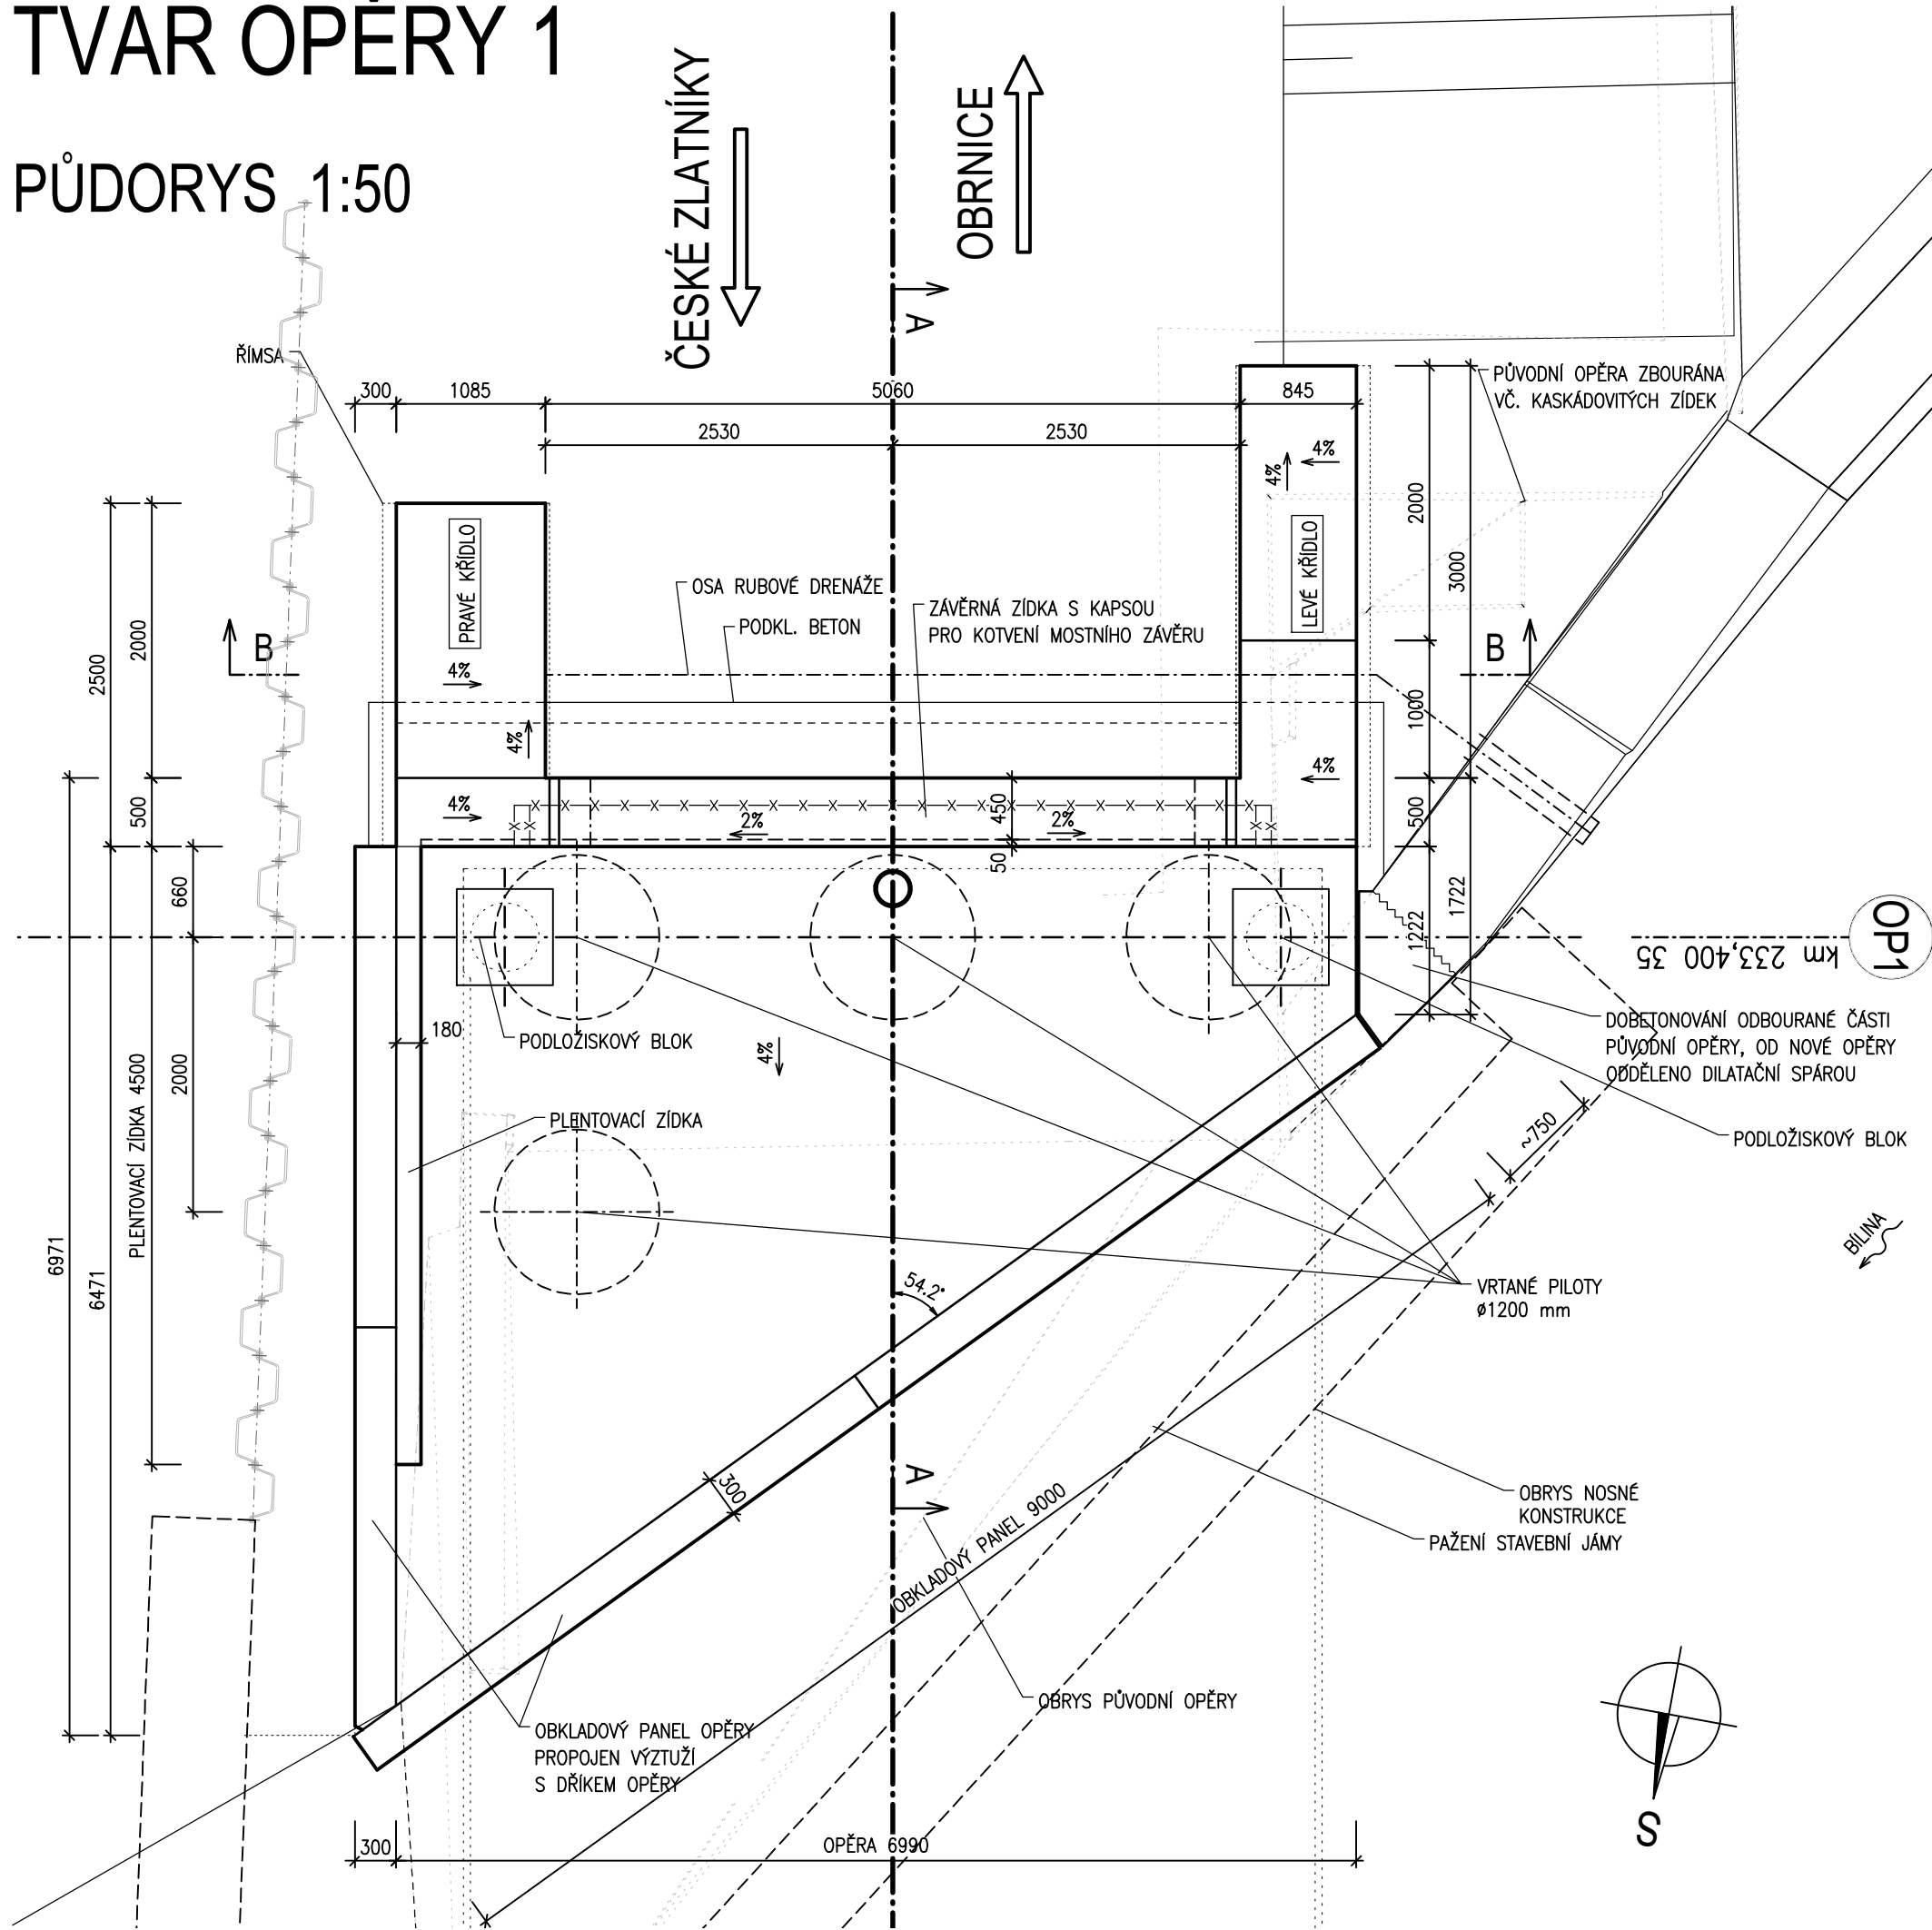 TVAR OPĚRY 1
PŮDORYS 1:50
ČESKÉ ZLATNÍKY
OBRNICE
A
ŘÍMSA
300
1085
5060
845
2530
2530
PŮVODNÍ OPĚRA ZBOURÁNA
VČ. KASKÁDOVITÝCH ZÍDEK
4%
4%
PRAVÉ KŘÍDLO
LEVÉ KŘÍDLO
2000
3000
2500
2000
OSA RUBOVÉ DRENÁŽE
PODKL. BETON
ZÁVĚRNÁ ZÍDKA S KAPSOU
PRO KOTVENÍ MOSTNÍHO ZÁVĚRU
B
B
4%
4%
1000
4%
4%
500
450
2%
2%
500
50
660
1222
1722
OP1
km 233,400 35
180
PODLOŽISKOVÝ BLOK
4%
2000
PLENTOVACÍ ZÍDKA 4500
6971
6471
PLENTOVACÍ ZÍDKA
DOBETONOVÁNÍ ODBOURANÉ ČÁSTI
PŮVODNÍ OPĚRY, OD NOVÉ OPĚRY
ODDĚLENO DILATAČNÍ SPÁROU
~750
PODLOŽISKOVÝ BLOK
BÍLINA
54.2°
VRTANÉ PILOTY
ø1200 mm
300
A
OBKLADOVÝ PANEL 9000
OBRYS NOSNÉ
KONSTRUKCE
PAŽENÍ STAVEBNÍ JÁMY
OBRYS PŮVODNÍ OPĚRY
OBKLADOVÝ PANEL OPĚRY
PROPOJEN VÝZTUŽÍ
S DŘÍKEM OPĚRY
S
300
OPĚRA 6990